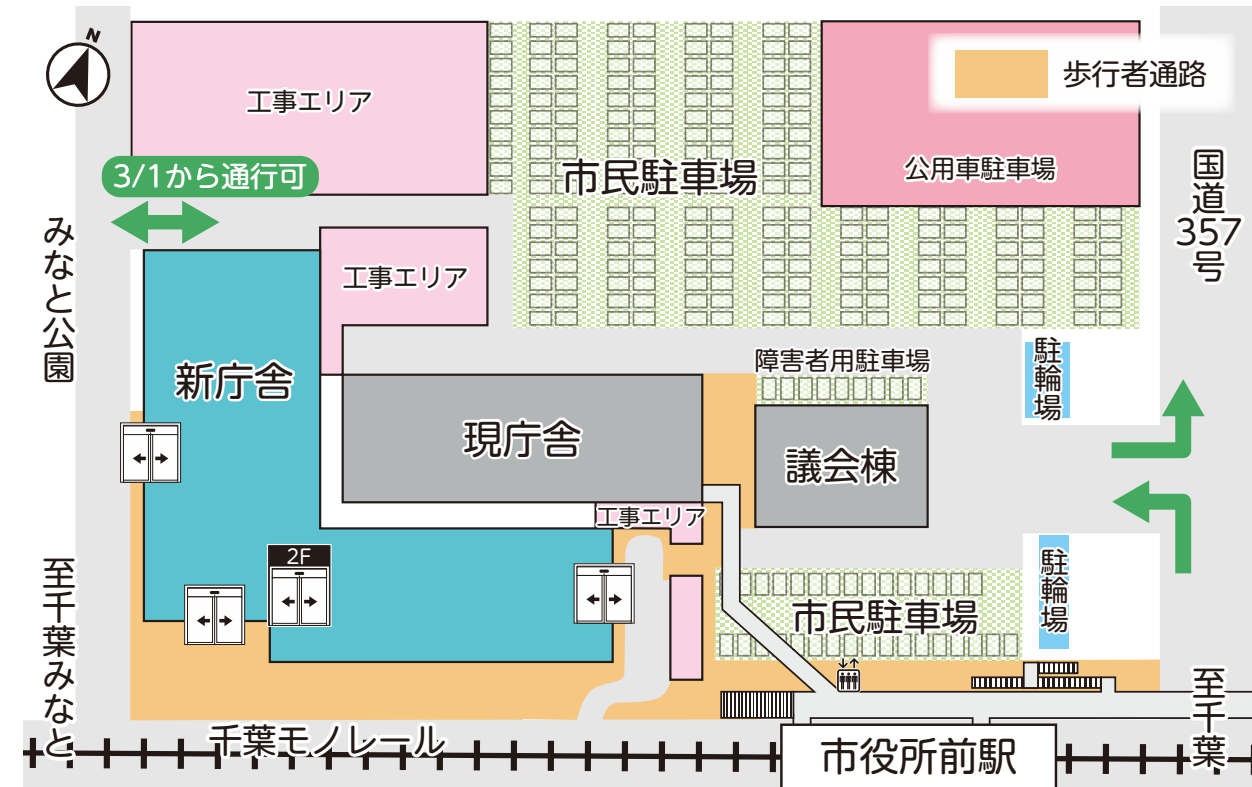 N
歩行者通路
工事エリア
3/1から通行可
市民駐車場
公用車駐車場
国道357号
みなと公園
工事エリア
新庁舎
現庁舎
障害者用駐車場
議会棟
駐輪場
工事エリア
2F
市民駐車場
駐輪場
至千葉みなと
至千葉
千葉モノレール
市役所前駅